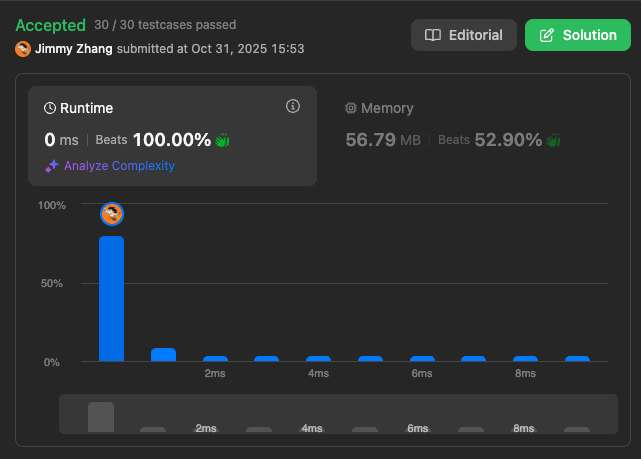 Accepted 30 / 30 testcases passed
Jimmy Zhang submitted at Oct 31, 2025 15:53
Editorial
Solution
Runtime
0 ms | Beats 100.00%
Analyze Complexity
Memory
56.79 MB | Beats 52.90%
100%
50%
0%
2ms 4ms 6ms 8ms
2ms 4ms 6ms 8ms